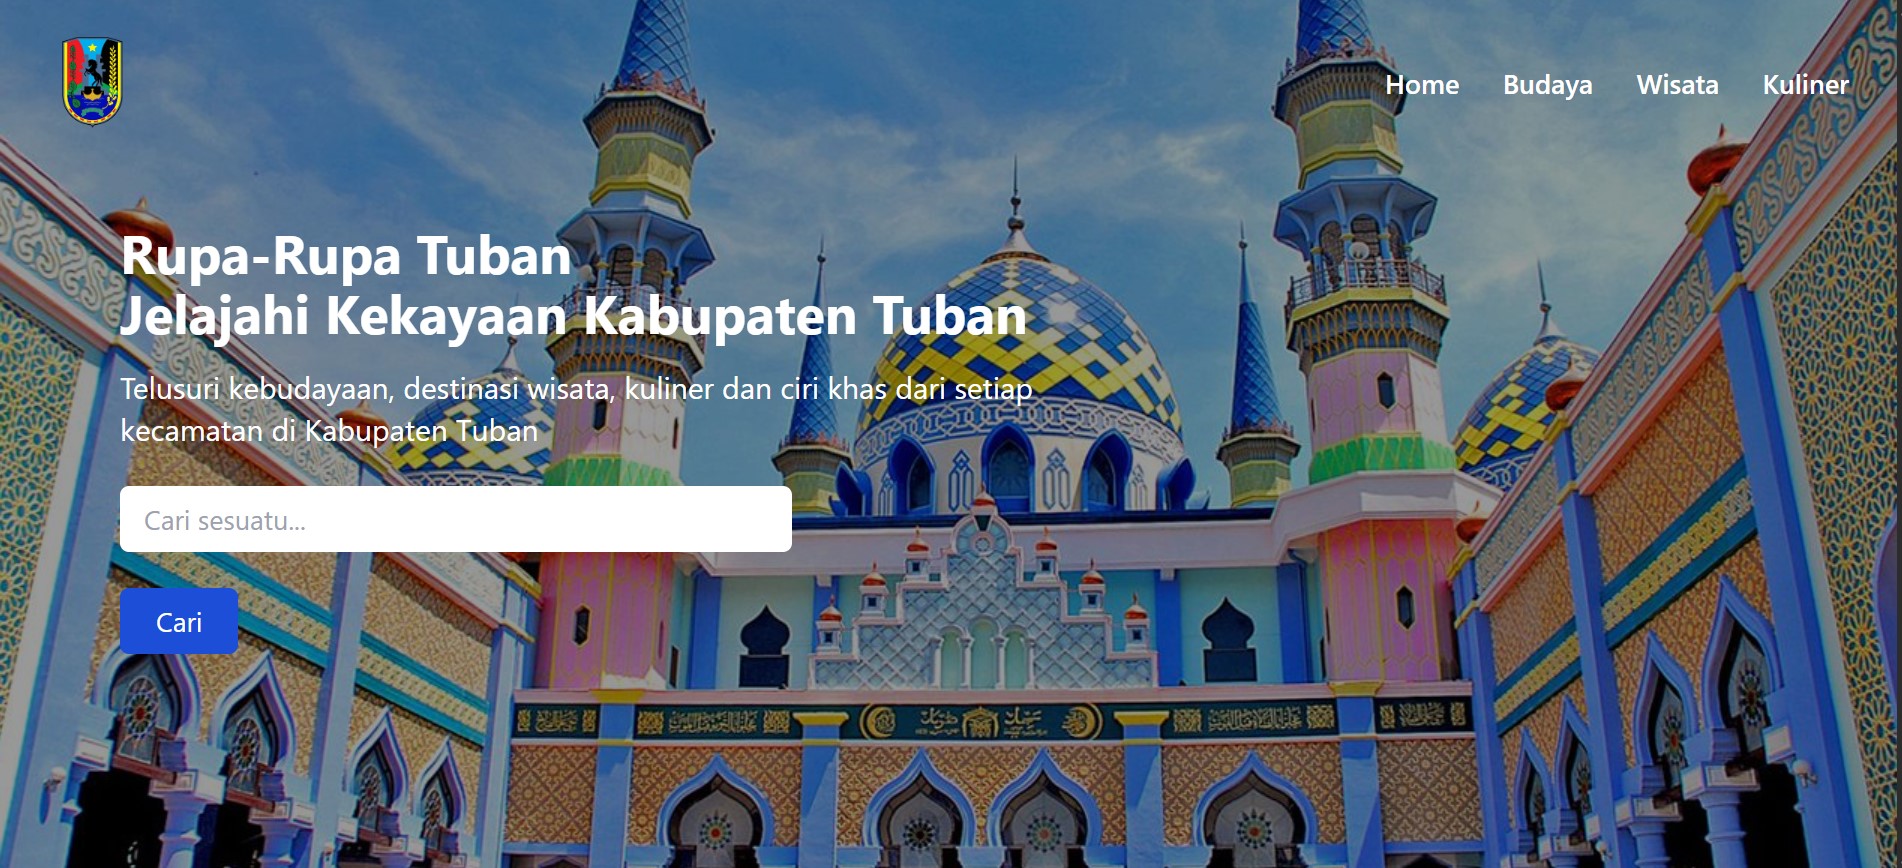 Home Budaya Wisata Kuliner
Rupa-Rupa Tuban
Jelajahi Kekayaan Kabupaten Tuban
Telusuri kebudayaan, destinasi wisata, kuliner dan ciri khas dari setiap
kecamatan di Kabupaten Tuban
Cari sesuatu...
Cari